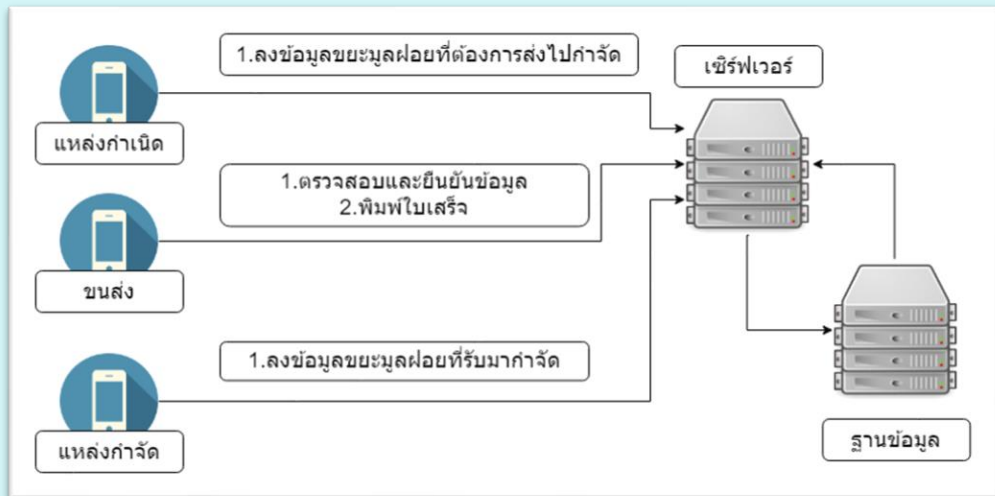 1.ลงข้อมูลขยะมูลฝอยที่ต้องการส่งไปกำจัด
เซิร์ฟเวอร์
แหล่งกำเนิด
1.ตรวจสอบและยืนยันข้อมูล
2.พิมพ์ใบเสร็จ
ขนส่ง
1.ลงข้อมูลขยะมูลฝอยที่รับมากำจัด
แหล่งกำจัด
ฐานข้อมูล